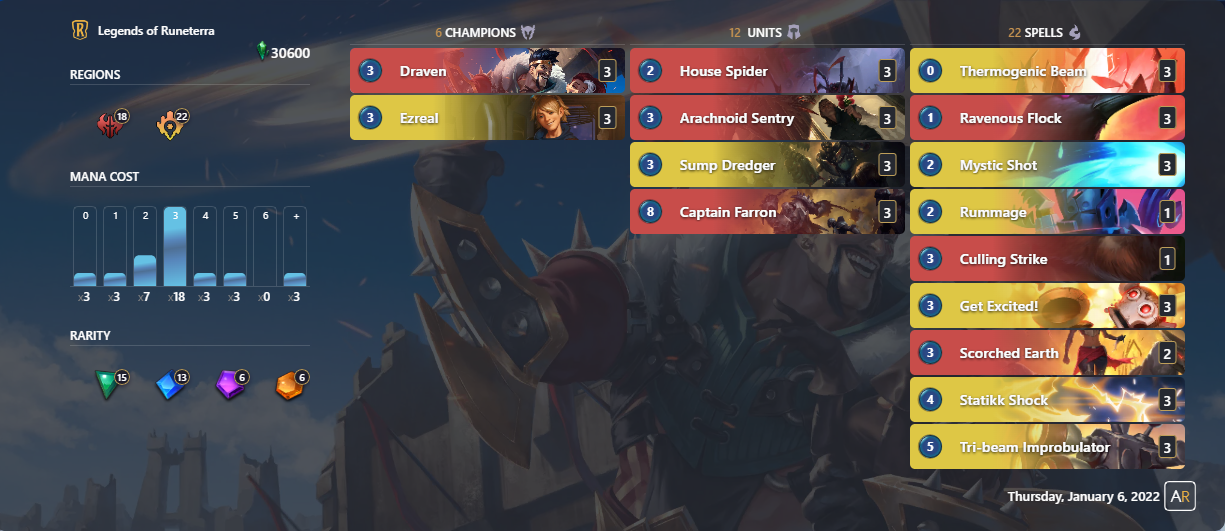 Legends of Runeterra
30600
REGIONS
18
22
MANA COST
0 1 2 3 4 5 6 +
x3 x3 x7 x18 x3 x3 x0 x3
RARITY
15
13
6
6
6 CHAMPIONS
3 Draven 3
3 Ezreal 3
12 UNITS
2 House Spider 3
3 Arachnoid Sentry 3
3 Sump Dredger 3
8 Captain Farron 3
22 SPELLS
0 Thermogenic Beam 3
1 Ravenous Flock 3
2 Mystic Shot 3
2 Rummage 1
3 Culling Strike 1
3 Get Excited! 3
3 Scorched Earth 2
4 Statikk Shock 3
5 Tri-beam Improbulator 3
Thursday, January 6, 2022 AR